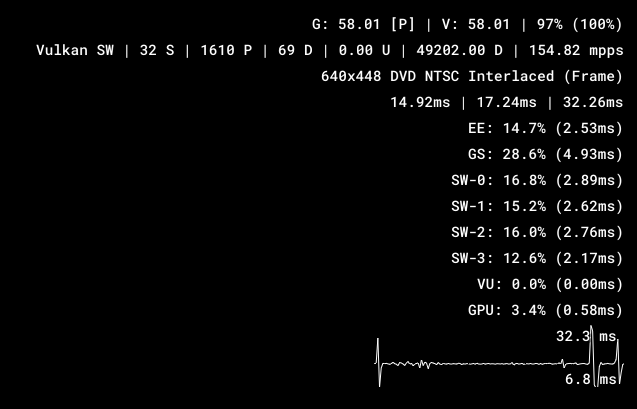 G: 58.01 [P] | V: 58.01 | 97% (100%)
Vulkan SW | 32 S | 1610 P | 69 D | 0.00 U | 49202.00 D | 154.82 mpps
640x448 DVD NTSC Interlaced (Frame)
14.92ms | 17.24ms | 32.26ms
EE: 14.7% (2.53ms)
GS: 28.6% (4.93ms)
SW-0: 16.8% (2.89ms)
SW-1: 15.2% (2.62ms)
SW-2: 16.0% (2.76ms)
SW-3: 12.6% (2.17ms)
VU: 0.0% (0.00ms)
GPU: 3.4% (0.58ms)
32.3 ms
6.8 ms